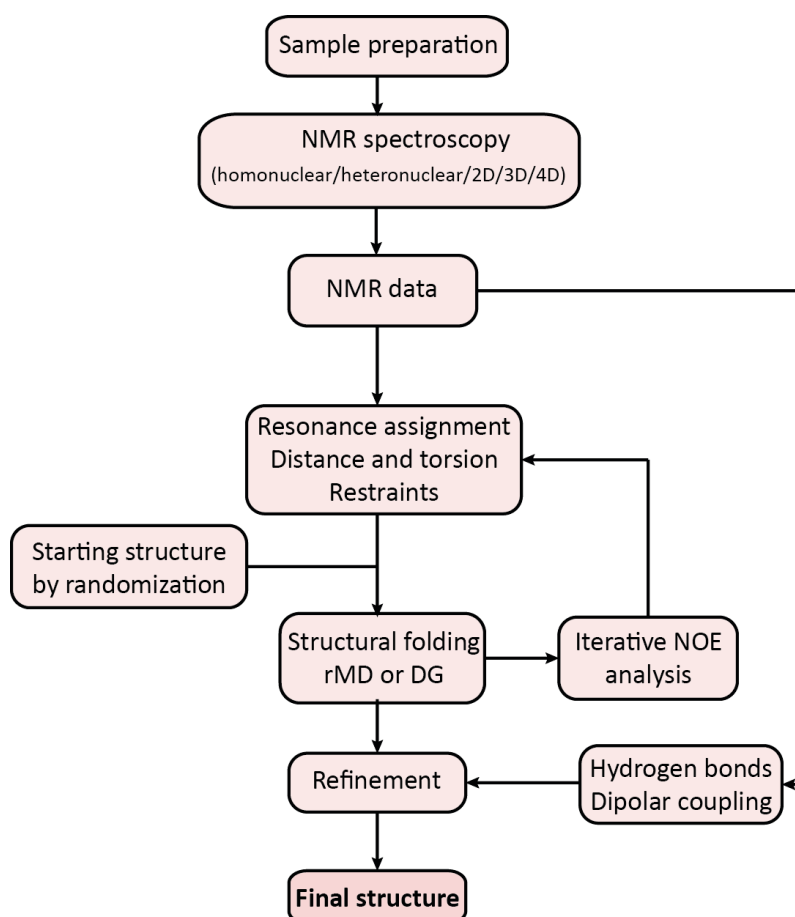 Sample preparation
NMR spectroscopy
(homonuclear/heteronuclear/2D/3D/4D)
NMR data
Resonance assignment
Distance and torsion
Restraints
Starting structure
by randomization
Structural folding
rMD or DG
Iterative NOE
analysis
Refinement
Hydrogen bonds
Dipolar coupling
Final structure